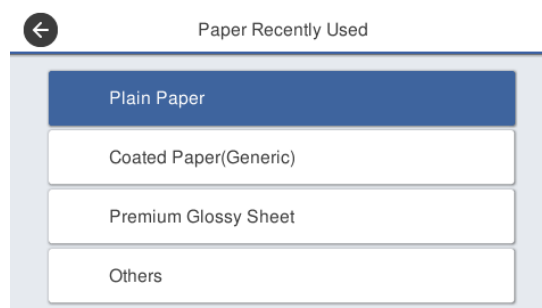 Paper Recently Used
Plain Paper
Coated Paper(Generic)
Premium Glossy Sheet
Others